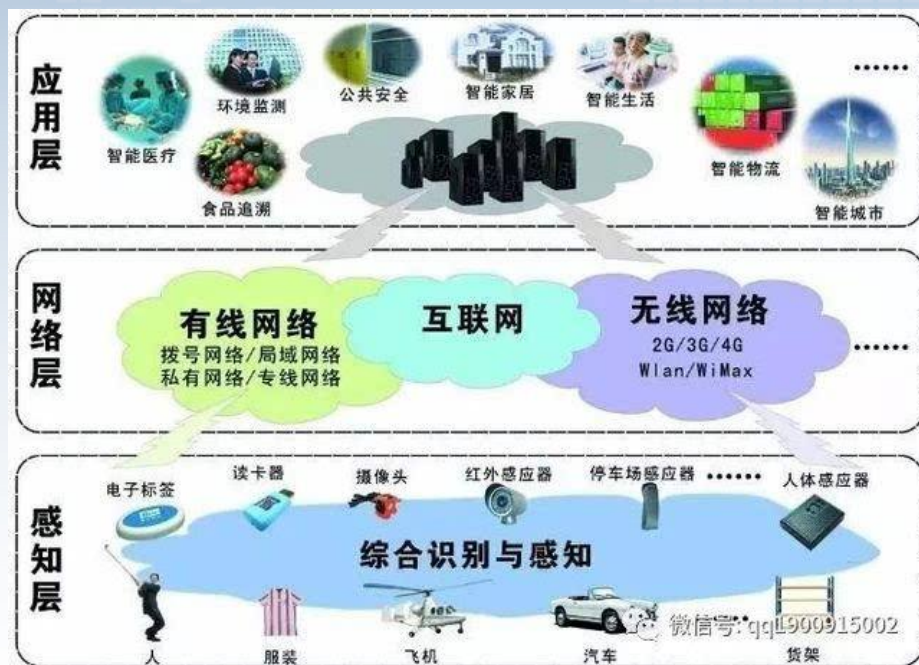 应用层
智能医疗
环境监测
公共安全
智能家居
智能生活
食品追溯
智能物流
智能城市
......
网络层
有线网络
拨号网络/局域网络
私有网络/专线网络
互联网
无线网络
2G/3G/4G
Wlan/WiMax
......
感知层
电子标签
读卡器
摄像头
红外感应器
停车场感应器
......
人体感应器
综合识别与感知
人
服装
飞机
汽车
货架
微信号: qq1900915002